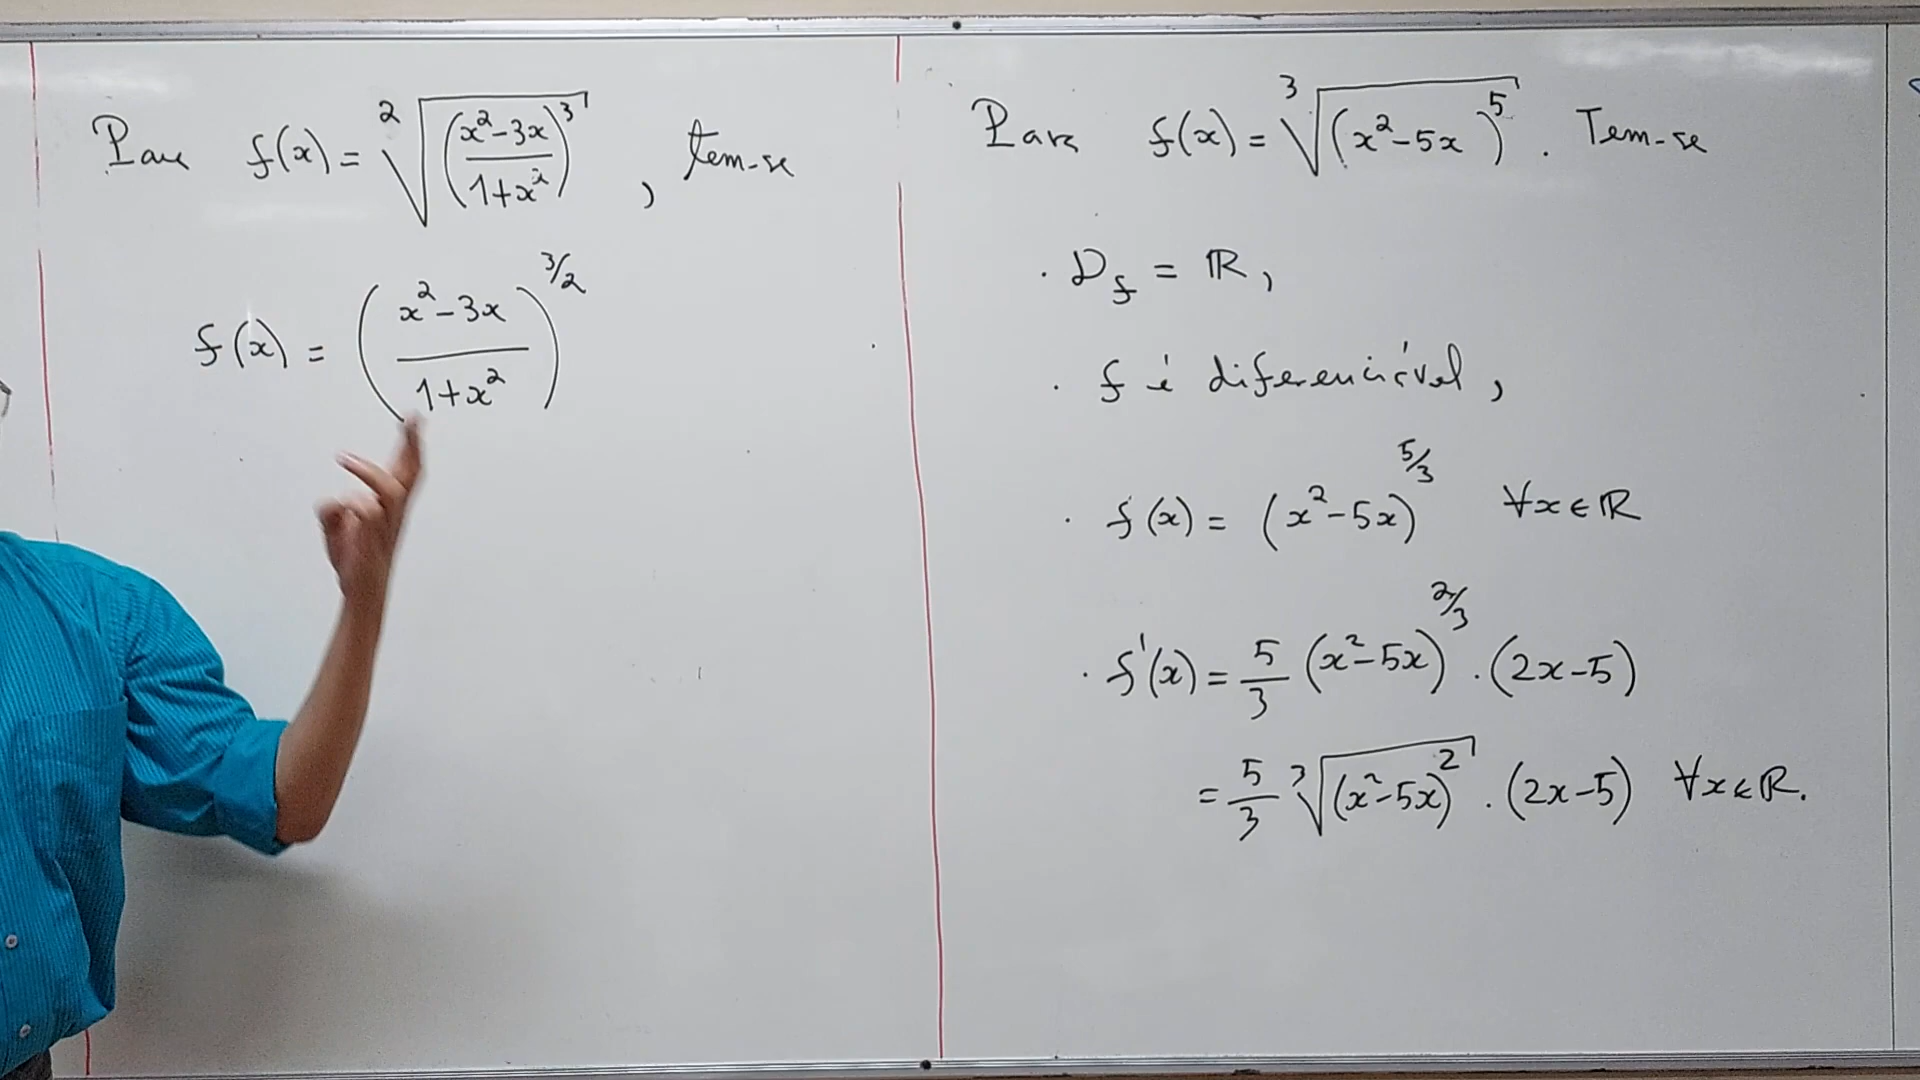 Para f(x) = ²√((x²-3x)/(1+x²))³ , tem-se
f(x) = ((x²-3x)/(1+x²))^(3/2)
Para f(x) = ³√(x²-5x)⁵ . Tem-se
· D_f = ℝ,
· f é diferenciável,
· f(x) = (x²-5x)^(5/3) ∀x∈ℝ
· f'(x) = 5/3 (x²-5x)^(2/3) · (2x-5)
= 5/3 ³√(x²-5x)² · (2x-5) ∀x∈ℝ.